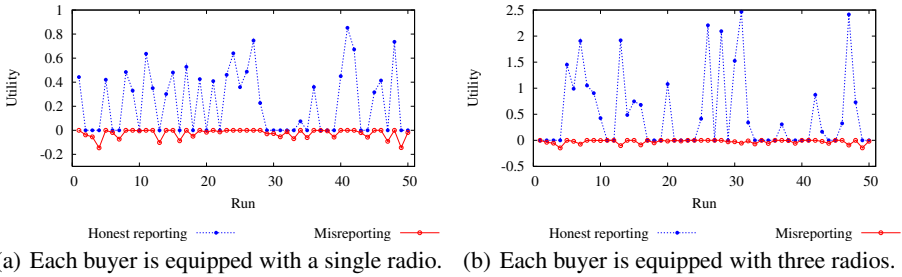 1
0.8
0.6
0.4
0.2
0
-0.2
Utility
0 10 20 30 40 50
Run
Honest reporting
Misreporting
a) Each buyer is equipped with a single radio.
2.5
2
1.5
1
0.5
0
-0.5
Utility
0 10 20 30 40 50
Run
Honest reporting
Misreporting
(b) Each buyer is equipped with three radios.